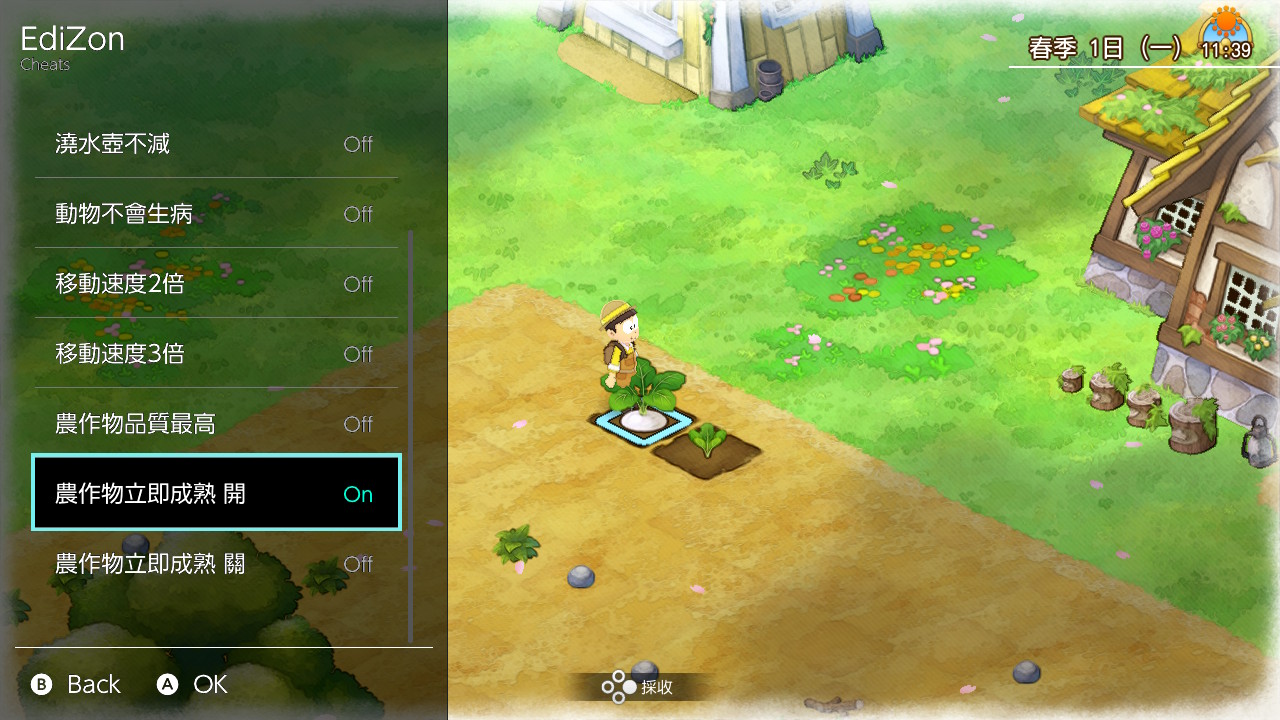 EdiZon
Cheats
澆水壺不減 Off
動物不會生病 Off
移動速度2倍 Off
移動速度3倍 Off
農作物品質最高 Off
農作物立即成熟 開 On
農作物立即成熟 關 Off
B Back A OK
春季 1日 (一) 11:39
採收